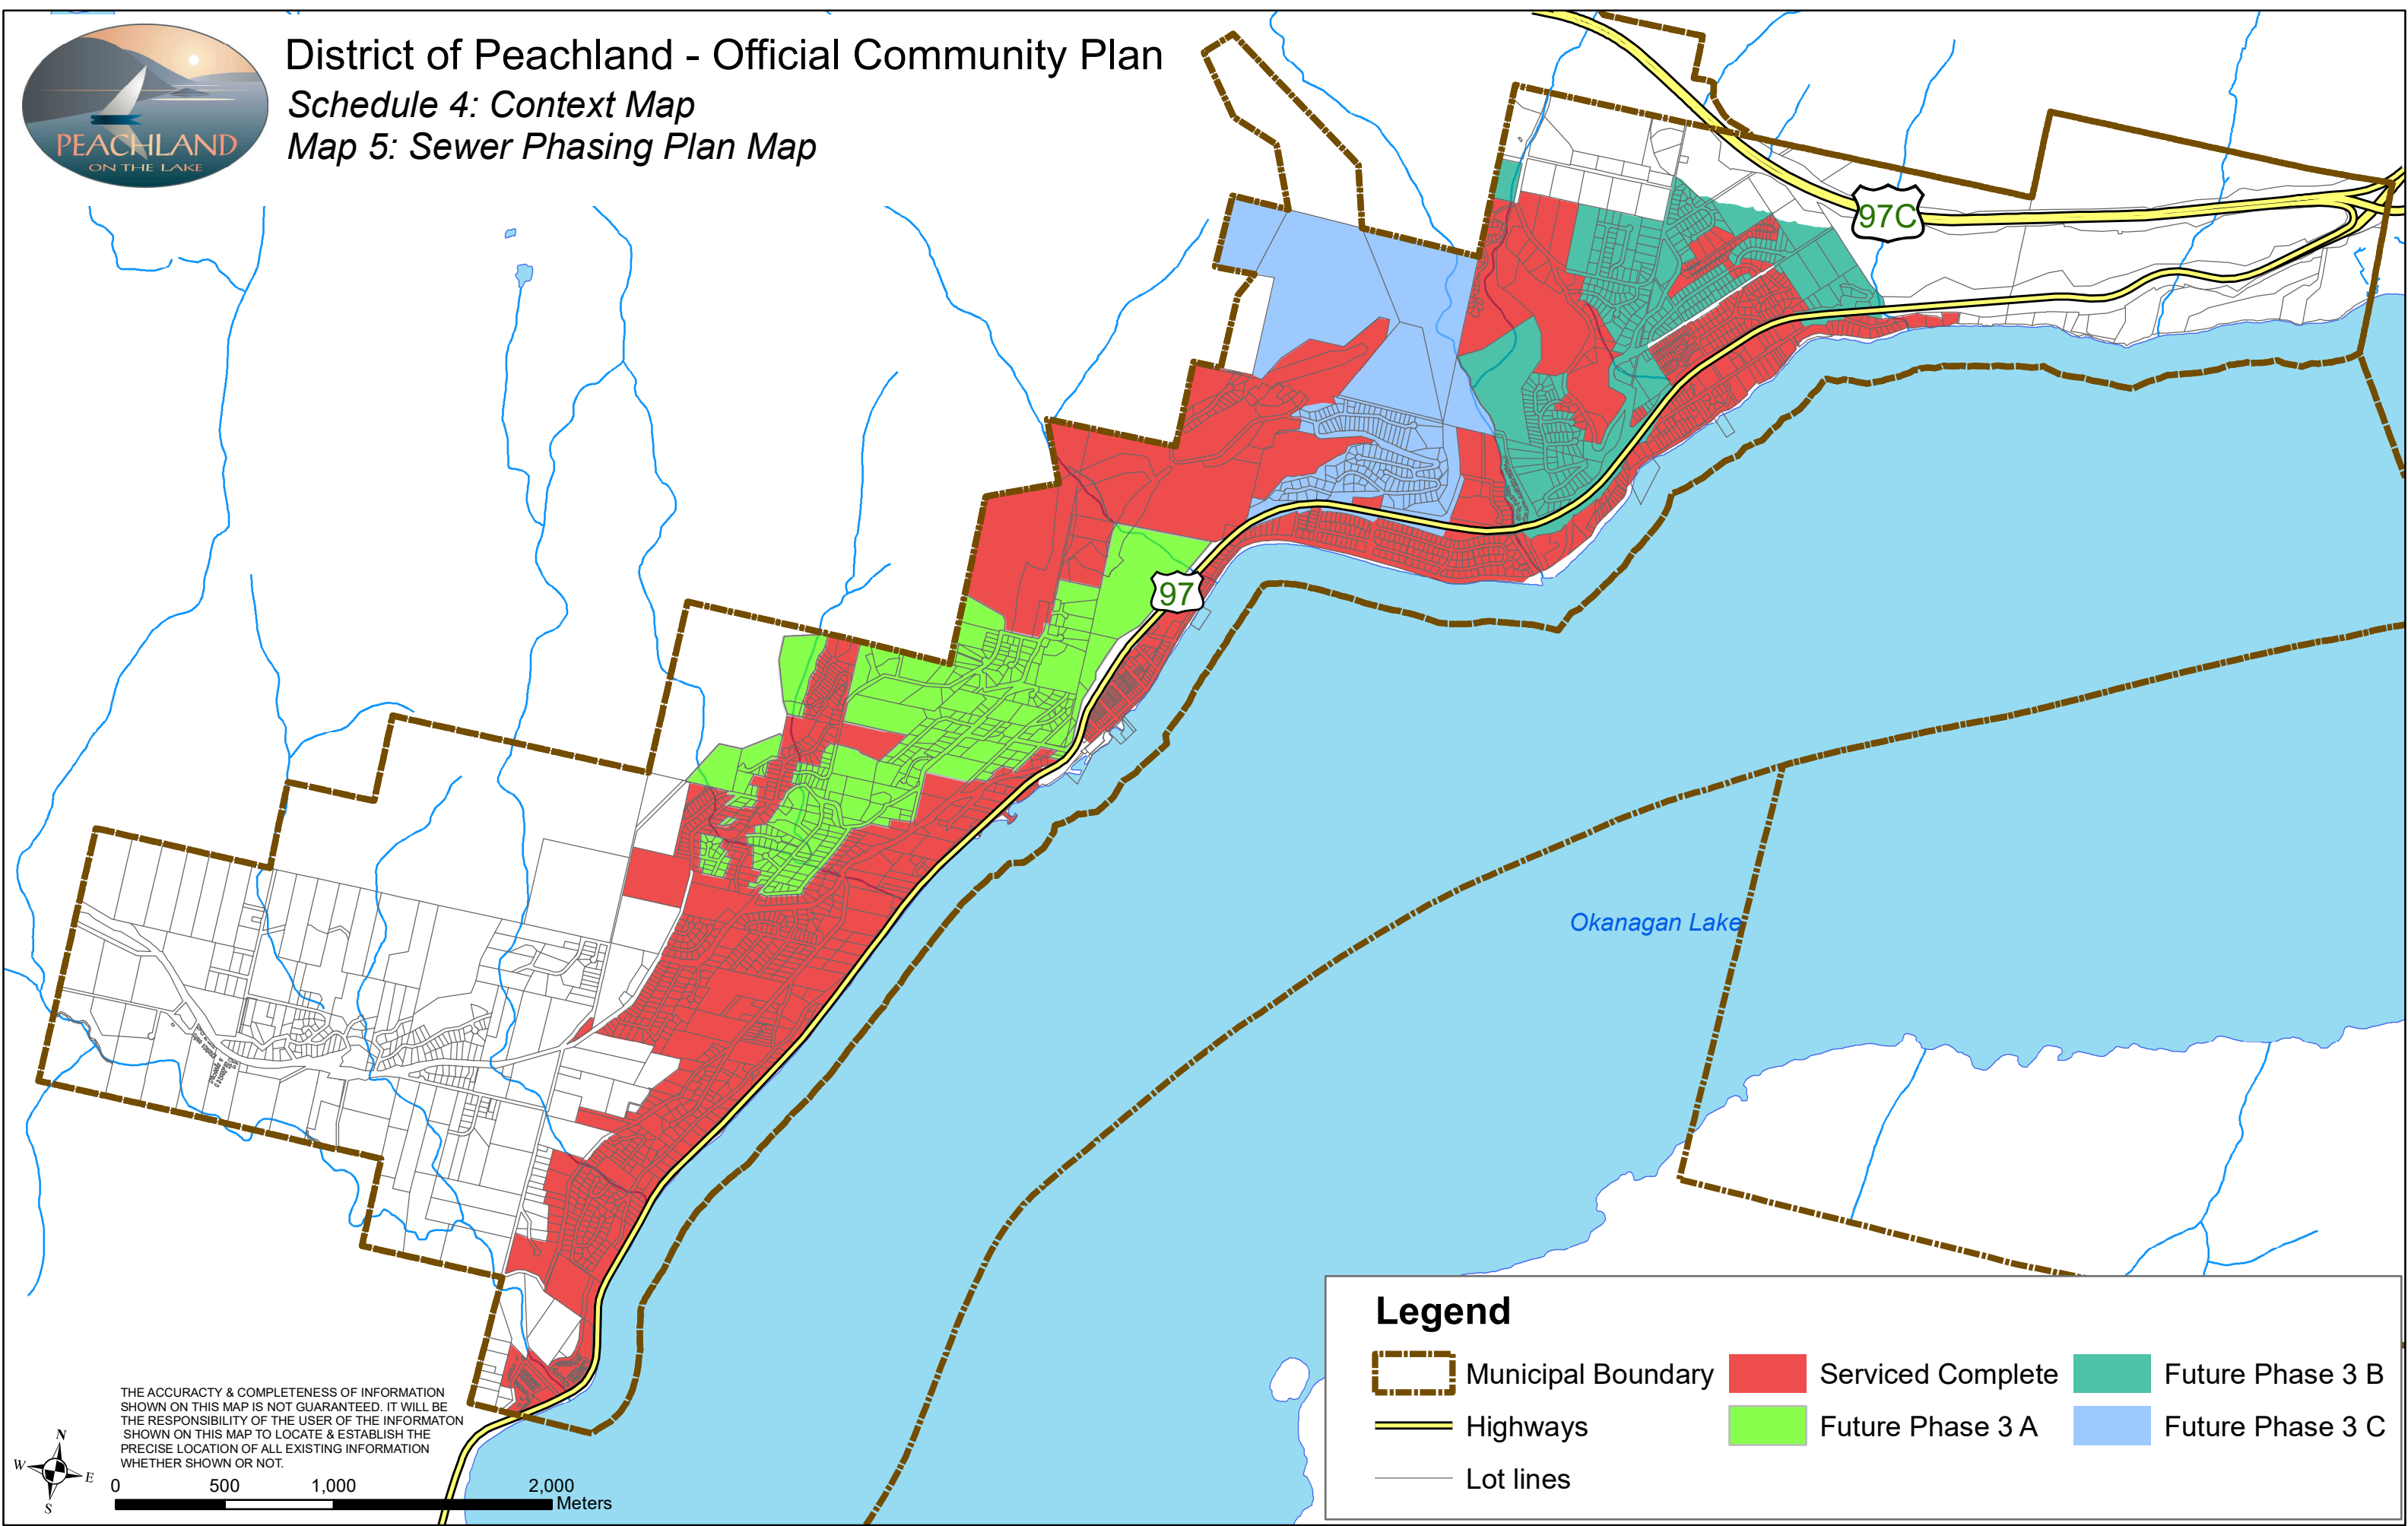 District of Peachland - Official Community Plan
Schedule 4: Context Map
Map 5: Sewer Phasing Plan Map
PEACHLAND
ON THE LAKE
97C
97
Okanagan Lake
Legend
Municipal Boundary
Highways
Lot lines
Serviced Complete
Future Phase 3 A
Future Phase 3 B
Future Phase 3 C
THE ACCURACTY & COMPLETENESS OF INFORMATION
SHOWN ON THIS MAP IS NOT GUARANTEED. IT WILL BE
THE RESPONSIBILITY OF THE USER OF THE INFORMATON
SHOWN ON THIS MAP TO LOCATE & ESTABLISH THE
PRECISE LOCATION OF ALL EXISTING INFORMATION
WHETHER SHOWN OR NOT.
N
W
E
S
0 500 1,000 2,000
Meters